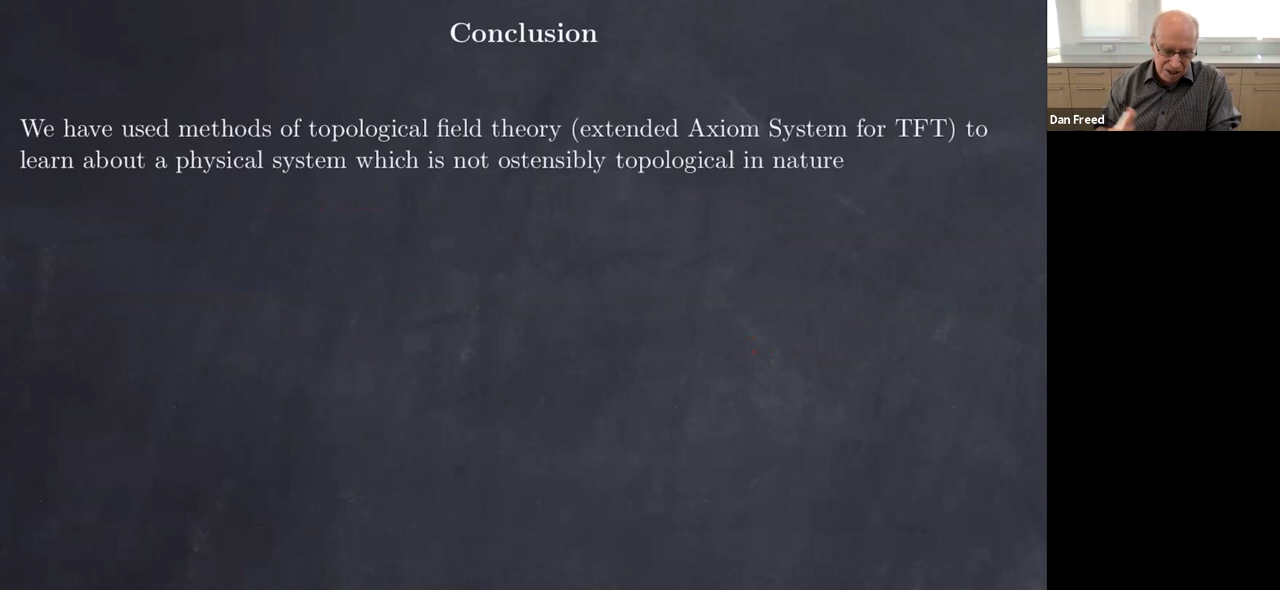 Conclusion
We have used methods of topological field theory (extended Axiom System for TFT) to
learn about a physical system which is not ostensibly topological in nature
Dan Freed